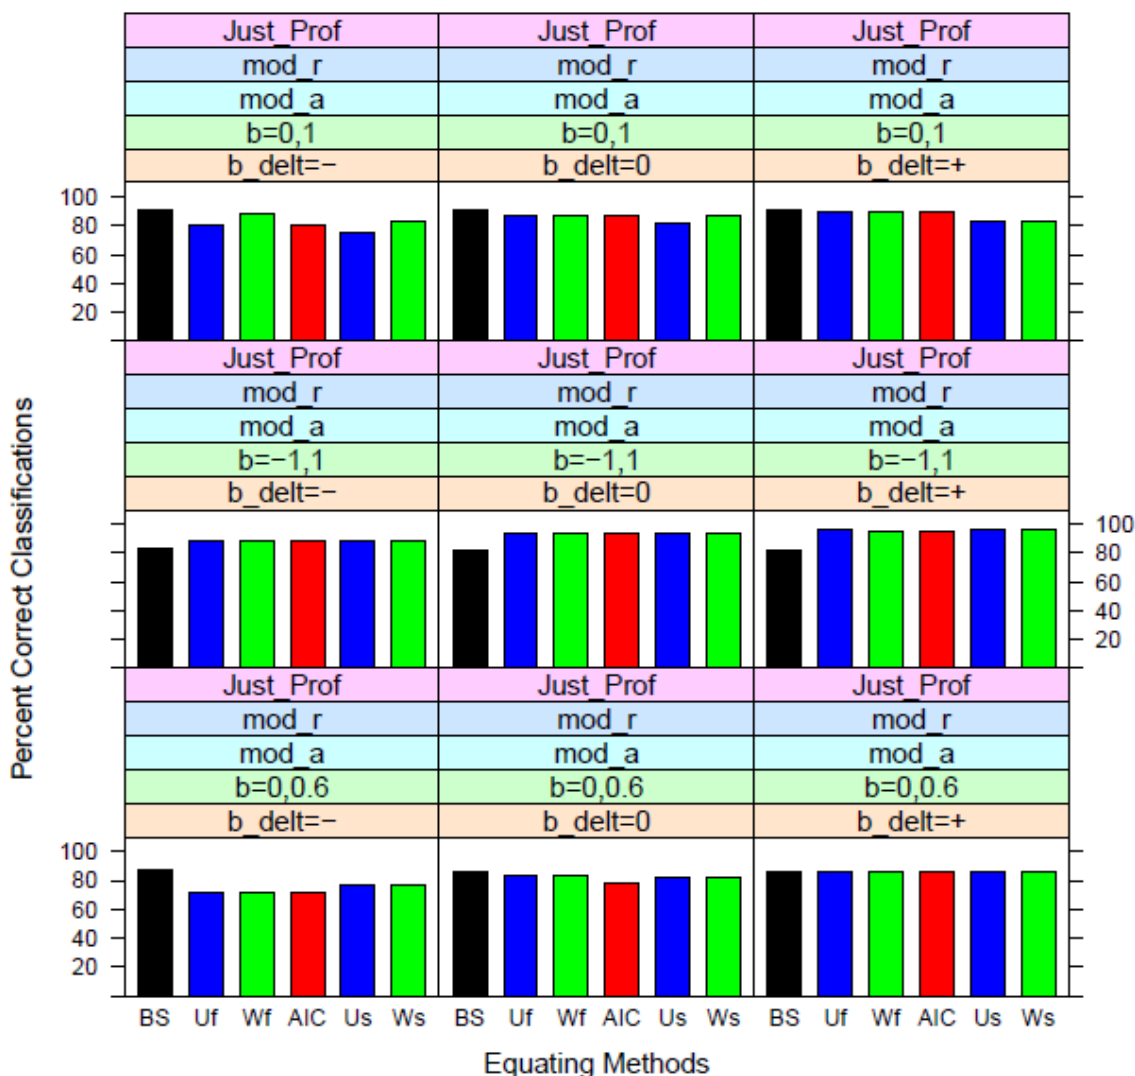 Just_Prof Just_Prof Just_Prof
mod_r mod_r mod_r
mod_a mod_a mod_a
b=0,1 b=0,1 b=0,1
b_delt=− b_delt=0 b_delt=+
100
80
60
40
20
Just_Prof Just_Prof Just_Prof
mod_r mod_r mod_r
mod_a mod_a mod_a
b=−1,1 b=−1,1 b=−1,1
b_delt=− b_delt=0 b_delt=+
100
80
60
40
20
Just_Prof Just_Prof Just_Prof
mod_r mod_r mod_r
mod_a mod_a mod_a
b=0,0.6 b=0,0.6 b=0,0.6
b_delt=− b_delt=0 b_delt=+
100
80
60
40
20
BS Uf Wf AIC Us Ws BS Uf Wf AIC Us Ws BS Uf Wf AIC Us Ws
Equating Methods
Percent Correct Classifications